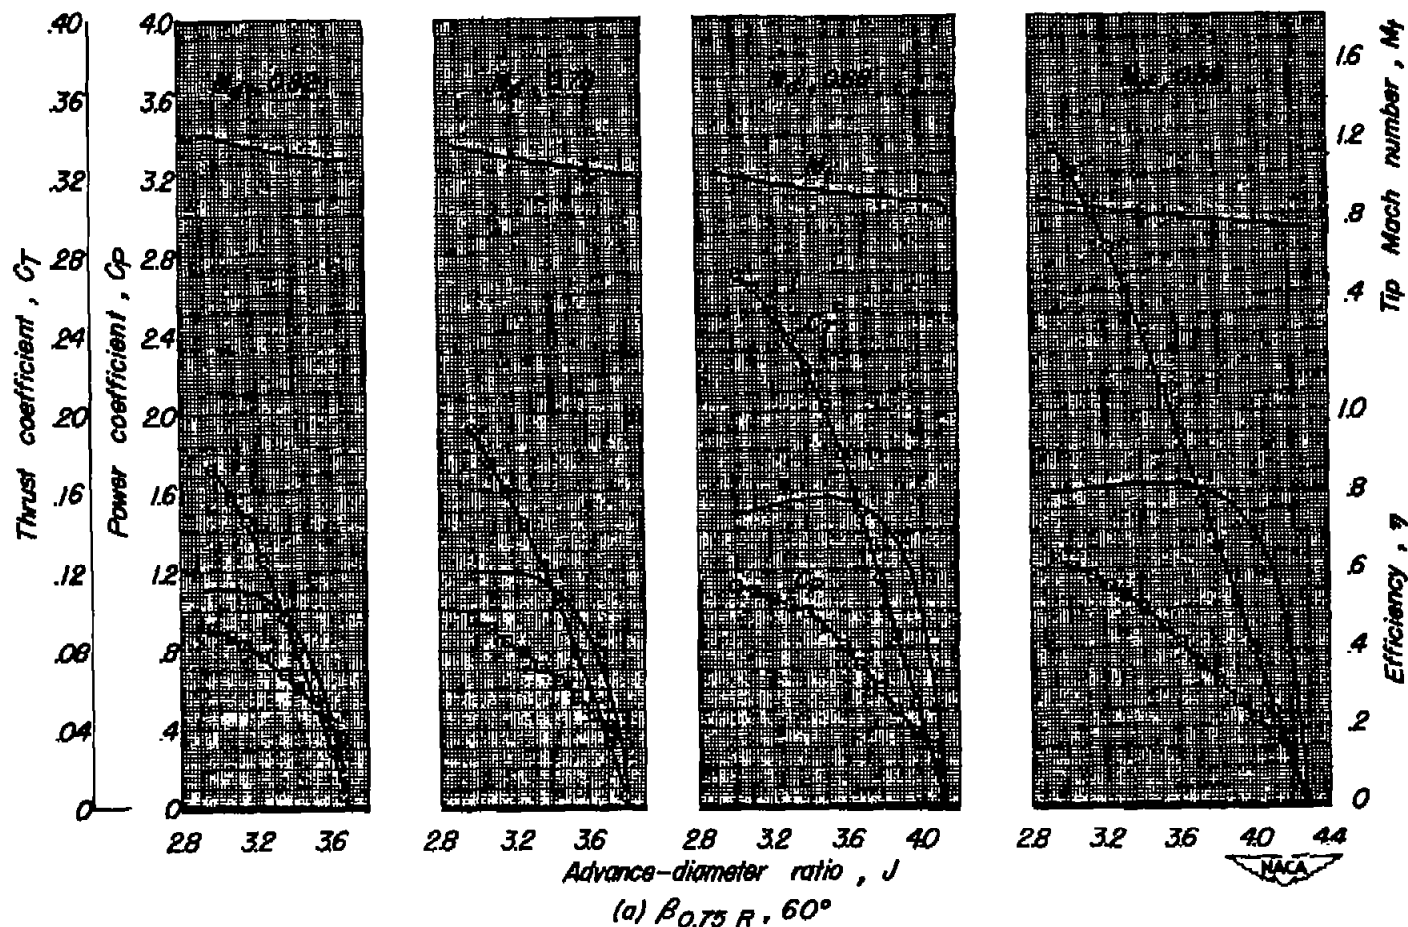 Thrust coefficient , C_T
.40
.36
.32
.28
.24
.20
.16
.12
.08
.04
0
Power coefficient , C_P
4.0
3.6
3.2
2.8
2.4
2.0
1.6
1.2
.8
.4
0
Tip Mach number , M_t
1.6
1.2
.8
.4
Efficiency , η
1.0
.8
.6
.4
.2
0
2.8 3.2 3.6
2.8 3.2 3.6
2.8 3.2 3.6 4.0
2.8 3.2 3.6 4.0 4.4
Advance-diameter ratio , J
(a) β0.75 R , 60°
NACA